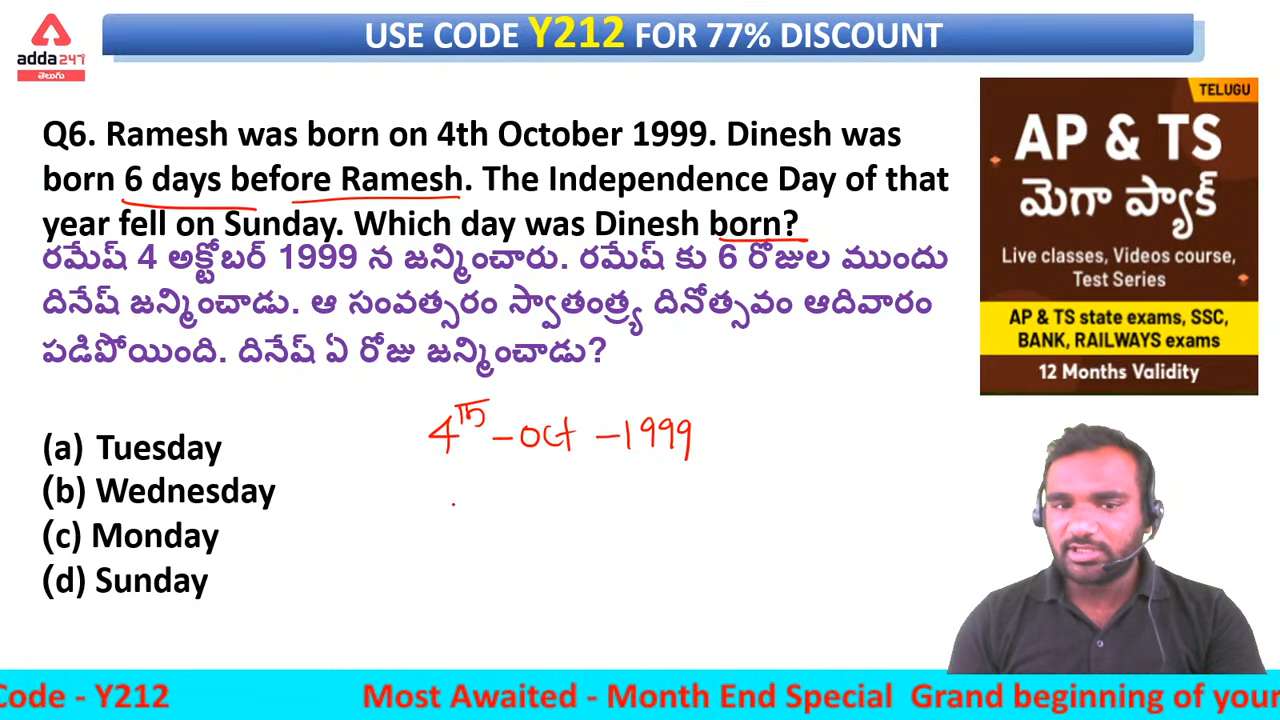 USE CODE Y212 FOR 77% DISCOUNT
adda247
తెలుగు
Q6. Ramesh was born on 4th October 1999. Dinesh was
born 6 days before Ramesh. The Independence Day of that
year fell on Sunday. Which day was Dinesh born?
రమేష్ 4 అక్టోబర్ 1999 న జన్మించారు. రమేష్ కు 6 రోజుల ముందు
దినేష్ జన్మించాడు. ఆ సంవత్సరం స్వాతంత్ర్య దినోత్సవం ఆదివారం
పడిపోయింది. దినేష్ ఏ రోజు జన్మించాడు?
4th - oct - 1999
(a) Tuesday
(b) Wednesday
(c) Monday
(d) Sunday
TELUGU
AP & TS
మెగా ప్యాక్
Live classes, Videos course,
Test Series
AP & TS state exams, SSC,
BANK, RAILWAYS exams
12 Months Validity
Code - Y212 Most Awaited - Month End Special Grand beginning of your